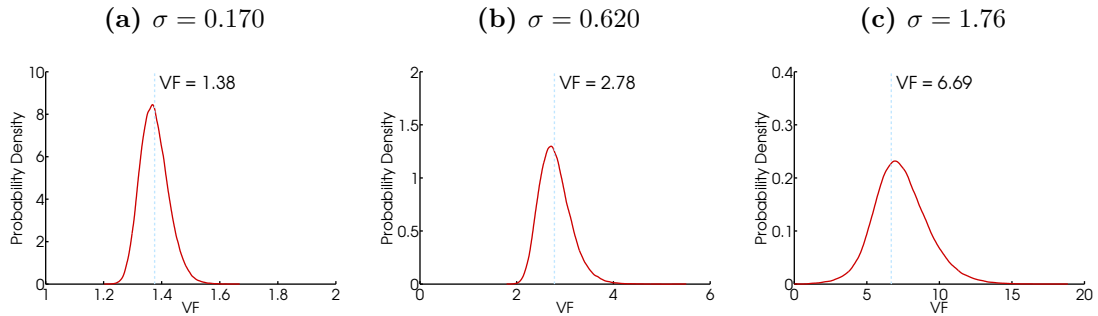 (a) σ = 0.170
10
8
6
4
2
0
Probability Density
VF = 1.38
1
1.2
1.4
1.6
1.8
2
VF
(b) σ = 0.620
2
1.5
1
0.5
0
Probability Density
VF = 2.78
0
2
4
6
VF
(c) σ = 1.76
0.4
0.3
0.2
0.1
0
Probability Density
VF = 6.69
0
5
10
15
20
VF